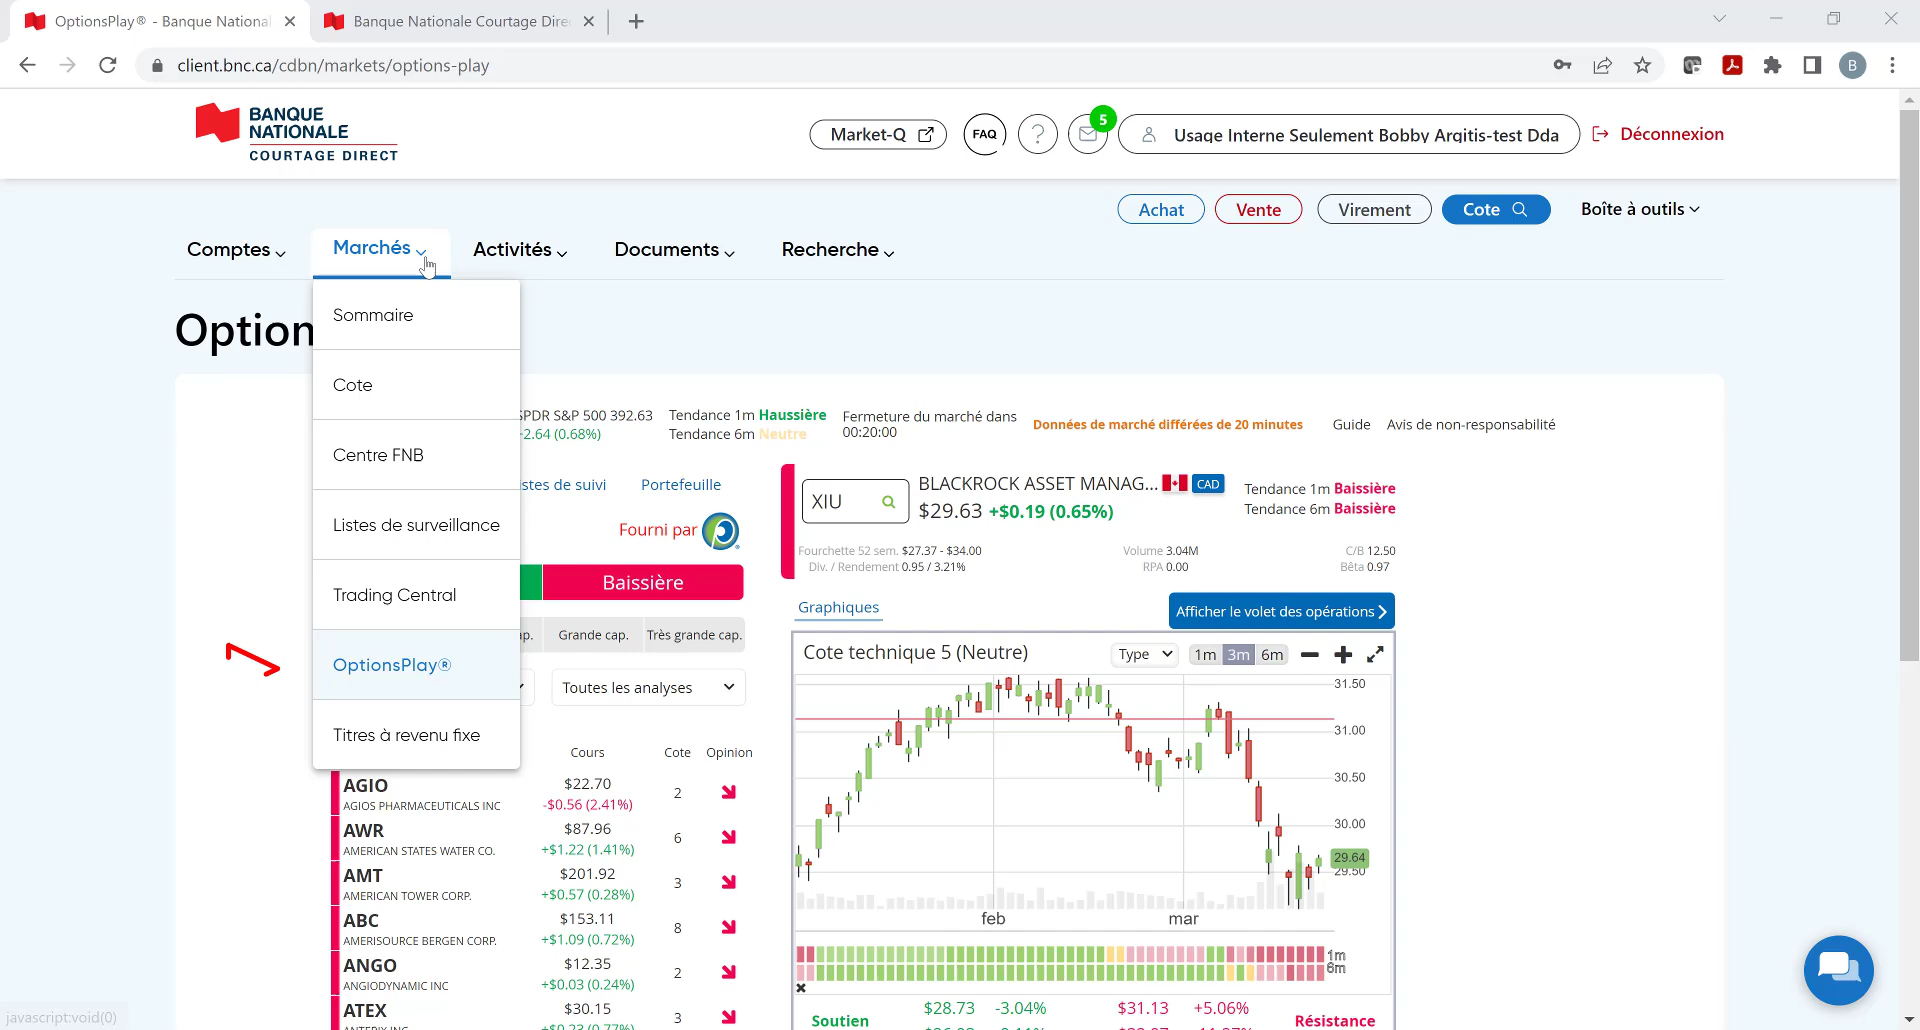 OptionsPlay® - Banque National
Banque Nationale Courtage Dire
client.bnc.ca/cdbn/markets/options-play
B
BANQUE
NATIONALE
COURTAGE DIRECT
Market-Q
FAQ
?
5
Usage Interne Seulement Bobby Argitis-test Dda
Déconnexion
Achat
Vente
Virement
Cote
Boîte à outils
Comptes
Marchés
Activités
Documents
Recherche
Option
Sommaire
Cote
Centre FNB
Listes de surveillance
Trading Central
OptionsPlay®
Titres à revenu fixe
SPDR S&P 500 392.63
2.64 (0.68%)
Tendance 1m Haussière
Tendance 6m Neutre
Fermeture du marché dans
00:20:00
Données de marché différées de 20 minutes
Guide
Avis de non-responsabilité
stes de suivi
Portefeuille
Fourni par
Baissière
ap.
Grande cap.
Très grande cap.
Toutes les analyses
Cours
Cote
Opinion
AGIO
AGIOS PHARMACEUTICALS INC
$22.70
-$0.56 (2.41%)
2
AWR
AMERICAN STATES WATER CO.
$87.96
+$1.22 (1.41%)
6
AMT
AMERICAN TOWER CORP.
$201.92
+$0.57 (0.28%)
3
ABC
AMERISOURCE BERGEN CORP.
$153.11
+$1.09 (0.72%)
8
ANGO
ANGIODYNAMIC INC
$12.35
+$0.03 (0.24%)
2
ATEX
$30.15
+$0.23 (0.77%)
3
XIU
BLACKROCK ASSET MANAG...
CAD
$29.63 +$0.19 (0.65%)
Tendance 1m Baissière
Tendance 6m Baissière
Fourchette 52 sem. $27.37 - $34.00
Div. / Rendement 0.95 / 3.21%
Volume 3.04M
RPA 0.00
C/B 12.50
Bêta 0.97
Graphiques
Afficher le volet des opérations
Cote technique 5 (Neutre)
Type
1m
3m
6m
31.50
31.00
30.50
30.00
29.64
29.50
feb
mar
1m
6m
Soutien
$28.73 -3.04%
$31.13 +5.06%
Résistance
javascript:void(0)